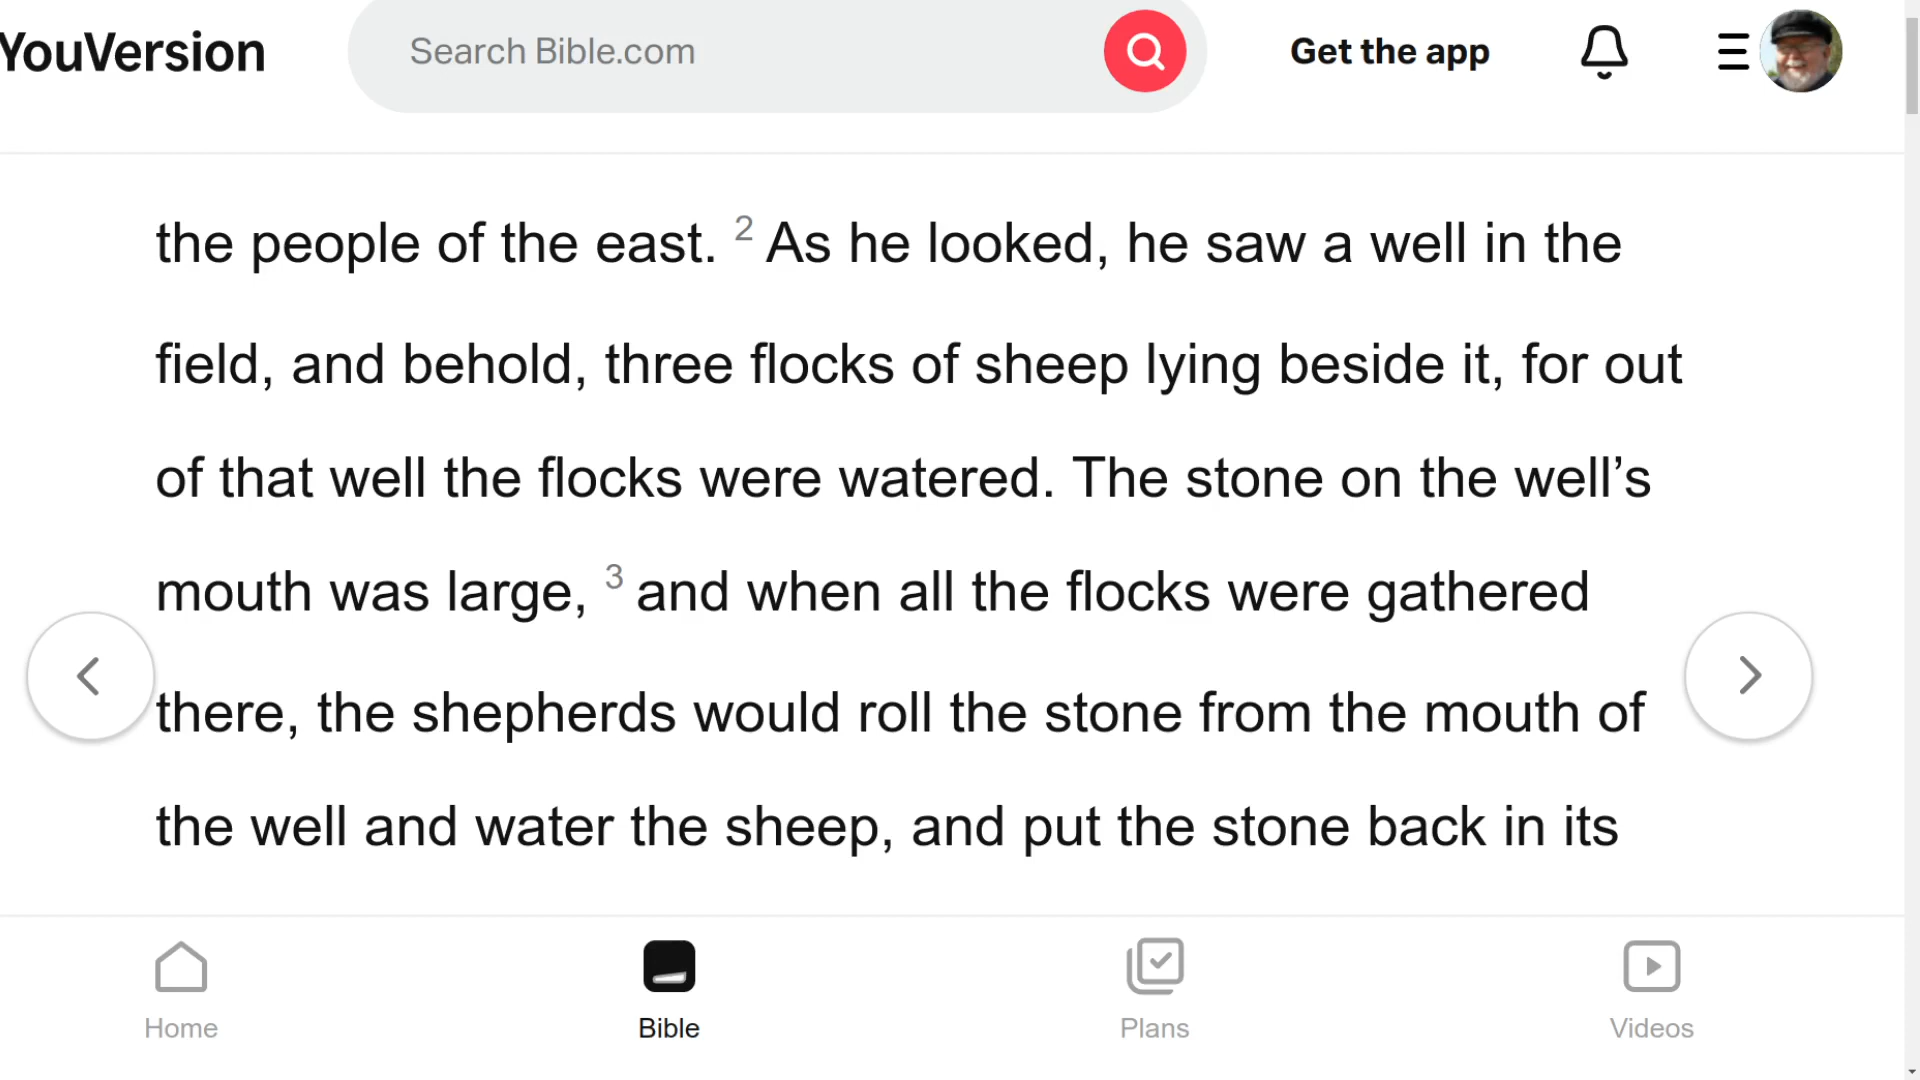 YouVersion
Search Bible.com
Get the app
the people of the east. 2 As he looked, he saw a well in the
field, and behold, three flocks of sheep lying beside it, for out
of that well the flocks were watered. The stone on the well’s
mouth was large, 3 and when all the flocks were gathered
there, the shepherds would roll the stone from the mouth of
the well and water the sheep, and put the stone back in its
Home
Bible
Plans
Videos